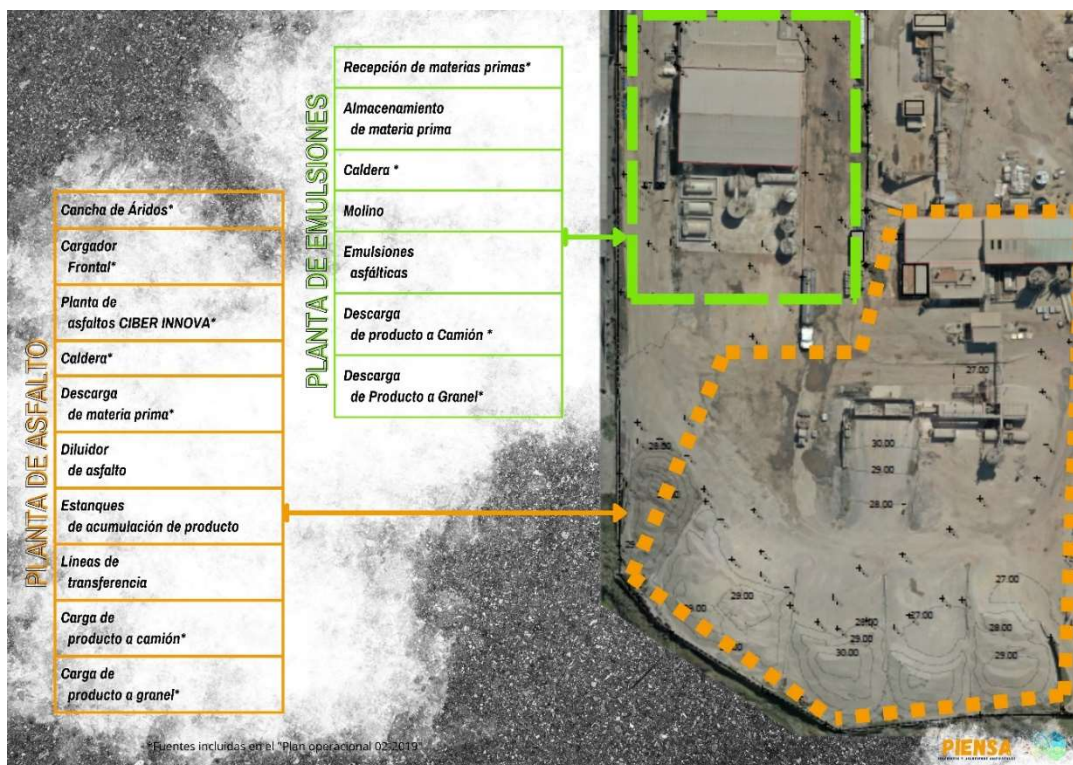 PLANTA DE EMULSIONES
Recepción de materias primas*
Almacenamiento
de materia prima
Caldera *
Molino
Emulsiones
asfálticas
Descarga
de producto a Camión *
Descarga
de Producto a Granel*
PLANTA DE ASFALTO
Cancha de Áridos*
Cargador
Frontal*
Planta de
asfaltos CIBER INNOVA*
Caldera*
Descarga
de materia prima*
Diluidor
de asfalto
Estanques
de acumulación de producto
Líneas de
transferencia
Carga de
producto a camión*
Carga de
producto a granel*
27.00
30.00
29.00
28.00
28.00
29.00
29.00
27.00
28.00
27.00
29.00
28.00
30.00
29.00
*Fuentes incluidas en el "Plan operacional 02-2019"
PIENSA